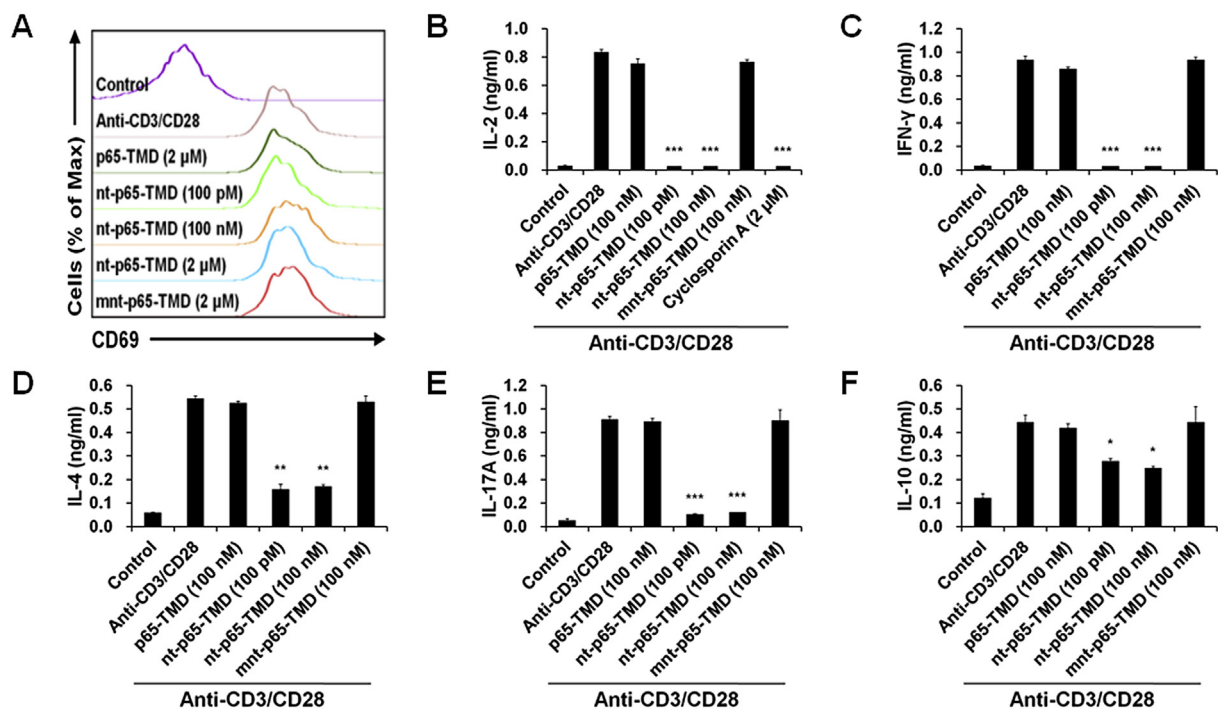 A
Cells (% of Max)
Control
Anti-CD3/CD28
p65-TMD (2 µM)
nt-p65-TMD (100 pM)
nt-p65-TMD (100 nM)
nt-p65-TMD (2 µM)
mnt-p65-TMD (2 µM)
CD69
B
IL-2 (ng/ml)
1.0
0.8
0.6
0.4
0.2
0.0
***
***
***
Control
Anti-CD3/CD28
p65-TMD (100 nM)
nt-p65-TMD (100 pM)
nt-p65-TMD (100 nM)
mnt-p65-TMD (100 nM)
Cyclosporin A (2 µM)
Anti-CD3/CD28
C
IFN-γ (ng/ml)
1.2
1.0
0.8
0.6
0.4
0.2
0.0
***
***
Control
Anti-CD3/CD28
p65-TMD (100 nM)
nt-p65-TMD (100 pM)
nt-p65-TMD (100 nM)
mnt-p65-TMD (100 nM)
Anti-CD3/CD28
D
IL-4 (ng/ml)
0.6
0.5
0.4
0.3
0.2
0.1
0.0
**
**
Control
Anti-CD3/CD28
p65-TMD (100 nM)
nt-p65-TMD (100 pM)
nt-p65-TMD (100 nM)
mnt-p65-TMD (100 nM)
Anti-CD3/CD28
E
IL-17A (ng/ml)
1.2
1.0
0.8
0.6
0.4
0.2
0.0
***
***
Control
Anti-CD3/CD28
p65-TMD (100 nM)
nt-p65-TMD (100 pM)
nt-p65-TMD (100 nM)
mnt-p65-TMD (100 nM)
Anti-CD3/CD28
F
IL-10 (ng/ml)
0.6
0.5
0.4
0.3
0.2
0.1
0.0
*
*
Control
Anti-CD3/CD28
p65-TMD (100 nM)
nt-p65-TMD (100 pM)
nt-p65-TMD (100 nM)
mnt-p65-TMD (100 nM)
Anti-CD3/CD28